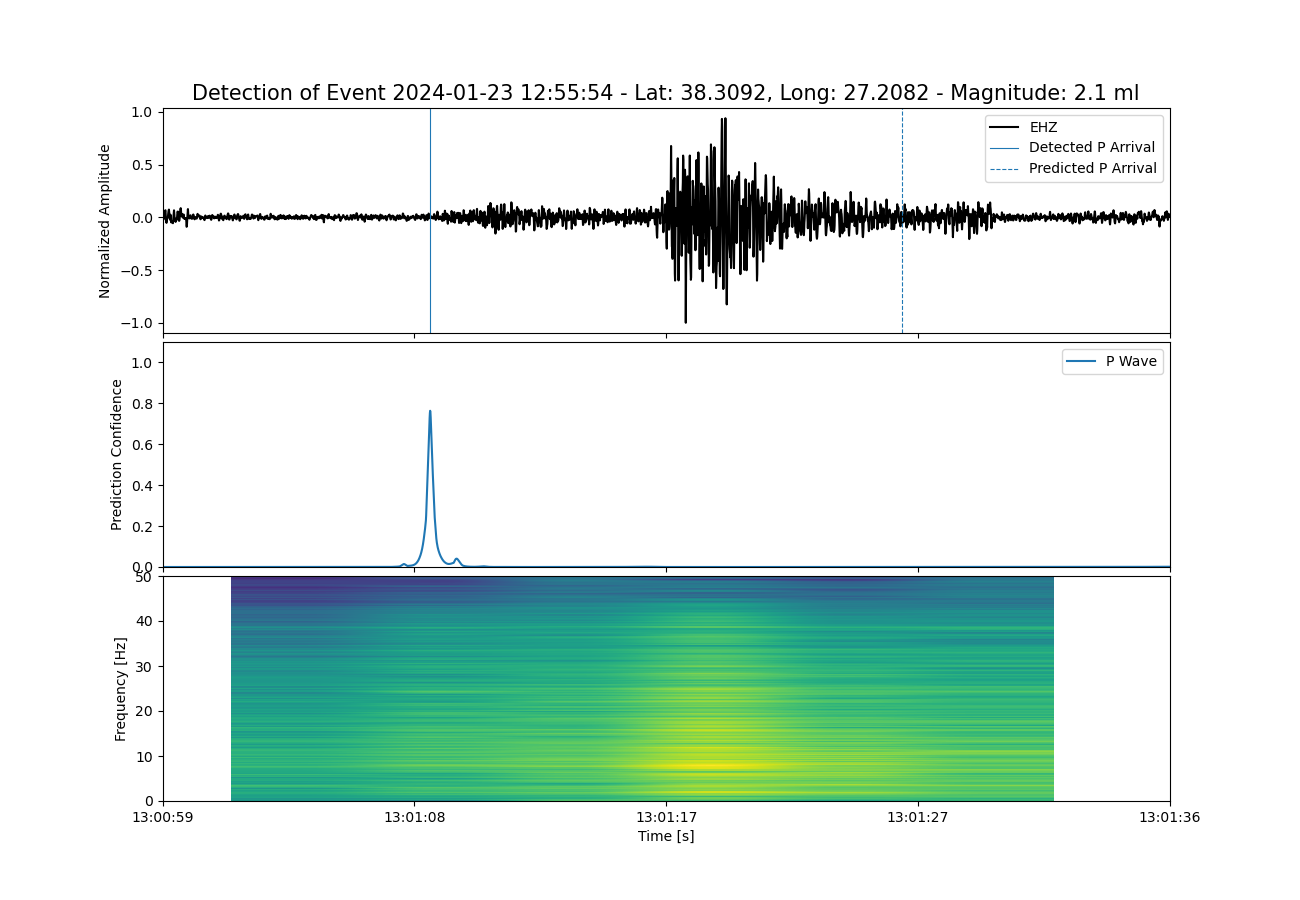 Detection of Event 2024-01-23 12:55:54 - Lat: 38.3092, Long: 27.2082 - Magnitude: 2.1 ml
Normalized Amplitude
1.0
0.5
0.0
−0.5
−1.0
EHZ
Detected P Arrival
Predicted P Arrival
Prediction Confidence
1.0
0.8
0.6
0.4
0.2
0.0
P Wave
Frequency [Hz]
50
40
30
20
10
0
13:00:59 13:01:08 13:01:17 13:01:27 13:01:36
Time [s]